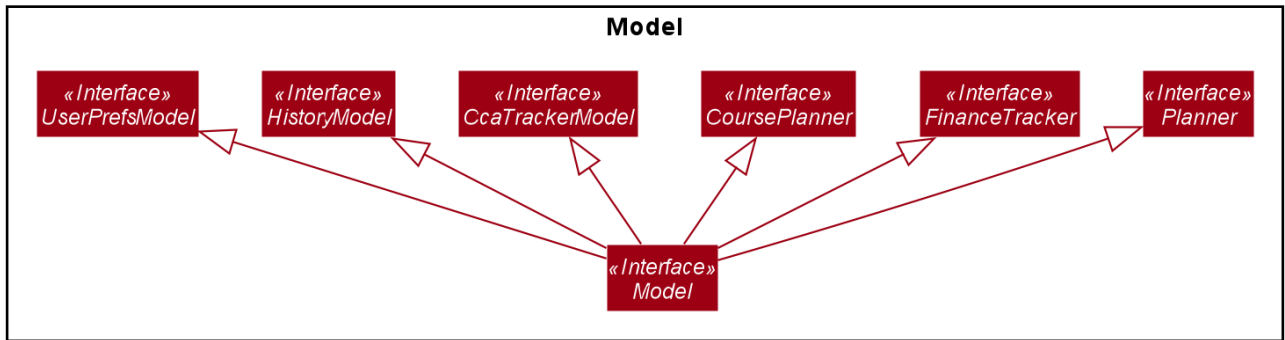 Model
«Interface»
UserPrefsModel
«Interface»
HistoryModel
«Interface»
CcaTrackerModel
«Interface»
CoursePlanner
«Interface»
FinanceTracker
«Interface»
Planner
«Interface»
Model